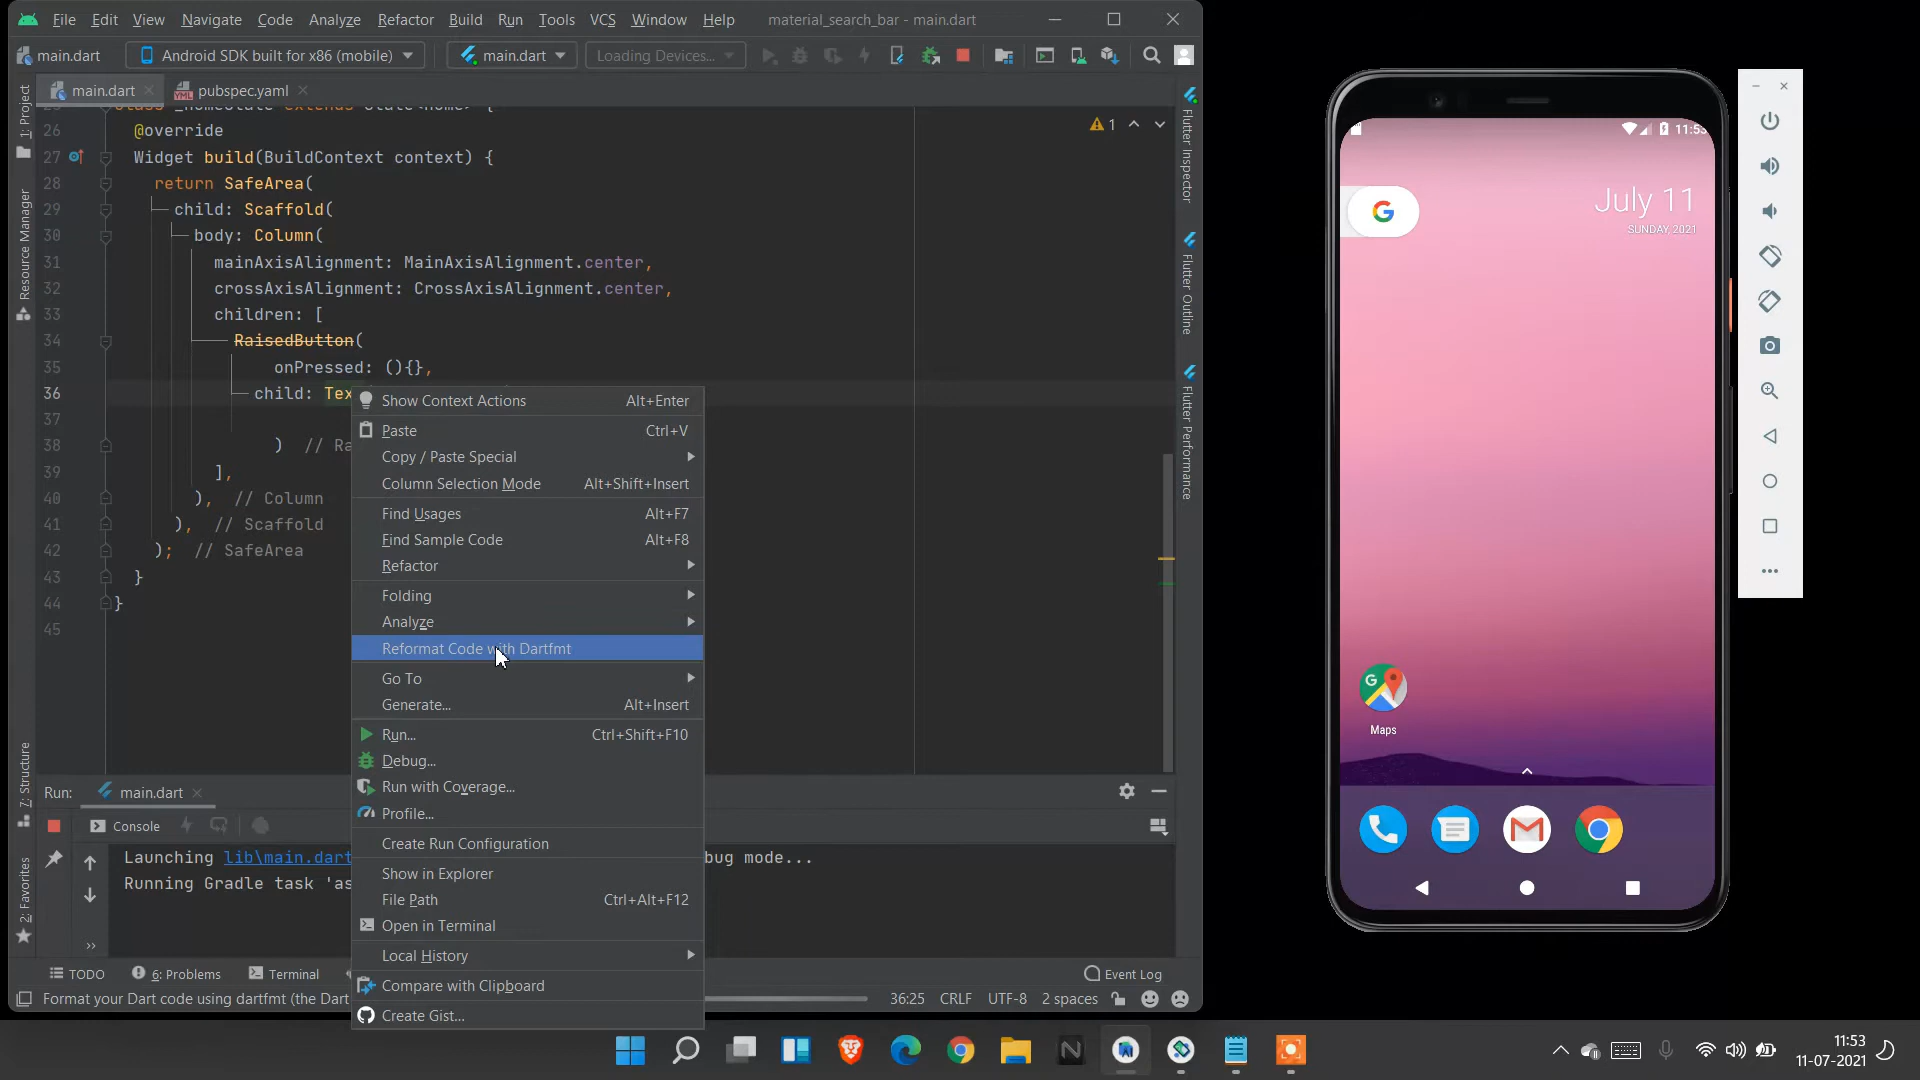 File Edit View Navigate Code Analyze Refactor Build Run Tools VCS Window Help material_search_bar - main.dart
main.dart Android SDK built for x86 (mobile) main.dart Loading Devices...
main.dart pubspec.yaml
26 @override
27 Widget build(BuildContext context) {
28 return SafeArea(
29 child: Scaffold(
30 body: Column(
31 mainAxisAlignment: MainAxisAlignment.center,
32 crossAxisAlignment: CrossAxisAlignment.center,
33 children: [
34 RaisedButton(
35 onPressed: (){},
36 child: Tex
37
38 ) // Ra
39 ],
40 ), // Column
41 ), // Scaffold
42 ); // SafeArea
43 }
44 }
45
1
1: Project
Resource Manager
7: Structure
2: Favorites
Flutter Inspector
Flutter Outline
Flutter Performance
Show Context Actions Alt+Enter
Paste Ctrl+V
Copy / Paste Special
Column Selection Mode Alt+Shift+Insert
Find Usages Alt+F7
Find Sample Code Alt+F8
Refactor
Folding
Analyze
Reformat Code with Dartfmt
Go To
Generate... Alt+Insert
Run... Ctrl+Shift+F10
Debug...
Run with Coverage...
Profile...
Create Run Configuration
Show in Explorer
File Path Ctrl+Alt+F12
Open in Terminal
Local History
Compare with Clipboard
Create Gist...
Run: main.dart
Console
Launching lib\main.dart bug mode...
Running Gradle task 'as
TODO 6: Problems Terminal Event Log
Format your Dart code using dartfmt (the Dart 36:25 CRLF UTF-8 2 spaces
11:53
July 11
SUNDAY, 2021
Maps
11:53
11-07-2021